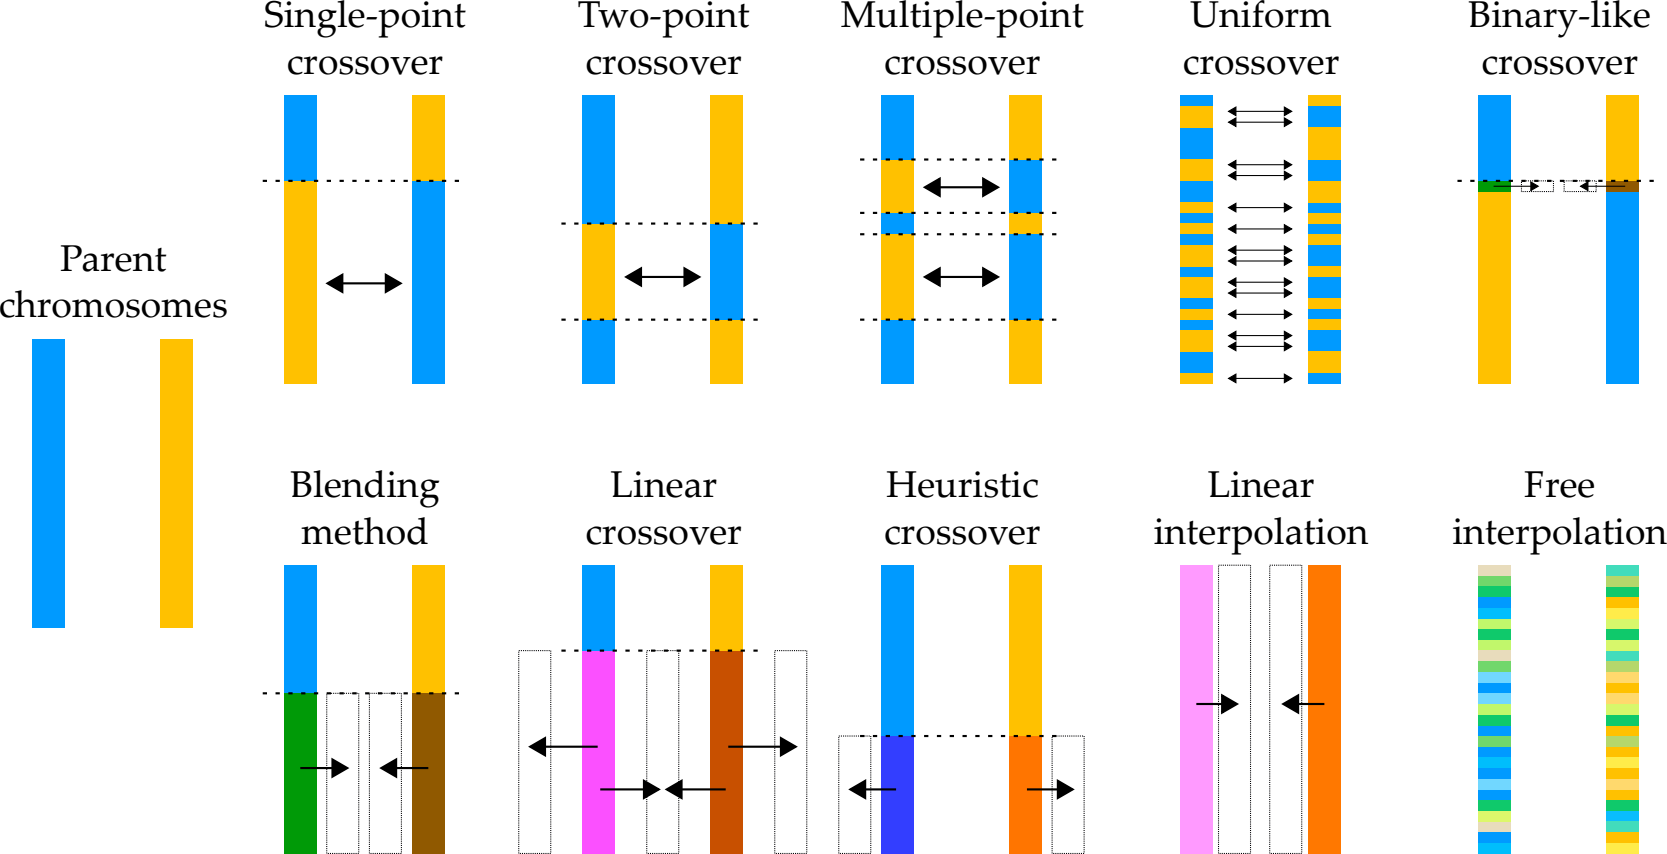 Single-point
crossover
Two-point
crossover
Multiple-point
crossover
Uniform
crossover
Binary-like
crossover
Parent
chromosomes
Blending
method
Linear
crossover
Heuristic
crossover
Linear
interpolation
Free
interpolation